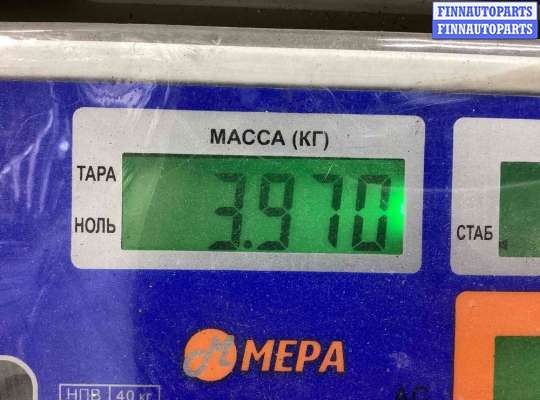 FINNAUTOPARTS
FINNAUTOPARTS
МАССА (КГ)
ТАРА
3.970
НОЛЬ
СТАБ
МЕРА
НПВ 40 кг